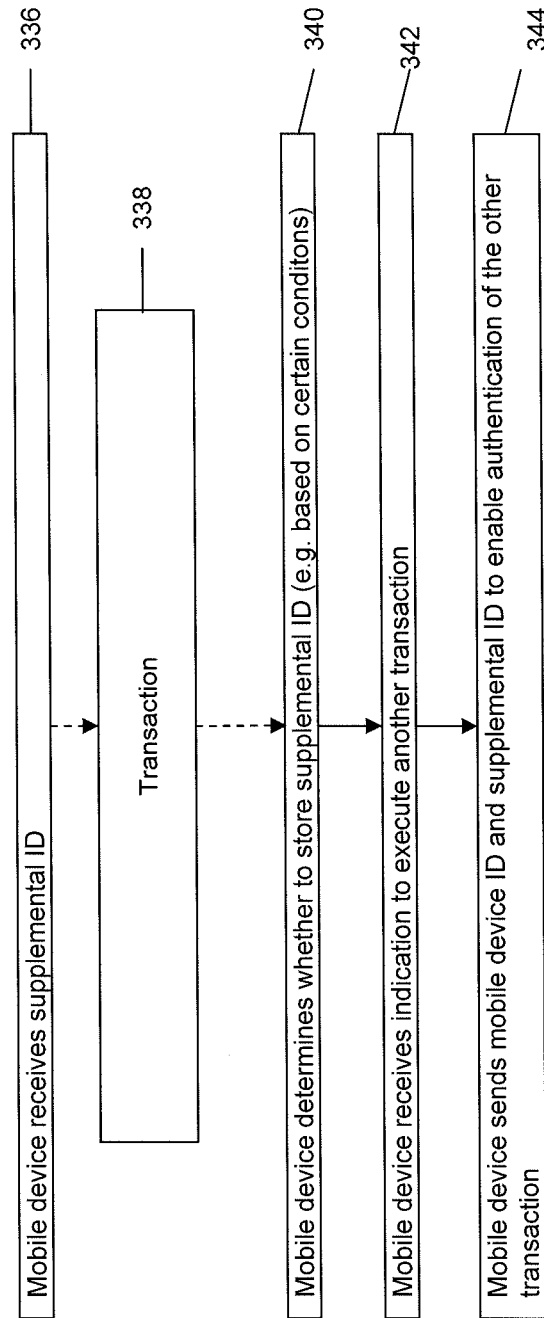 Mobile device receives supplemental ID
336
Transaction
338
Mobile device determines whether to store supplemental ID (e.g. based on certain conditons)
340
Mobile device receives indication to execute another transaction
342
Mobile device sends mobile device ID and supplemental ID to enable authentication of the other
transaction
344